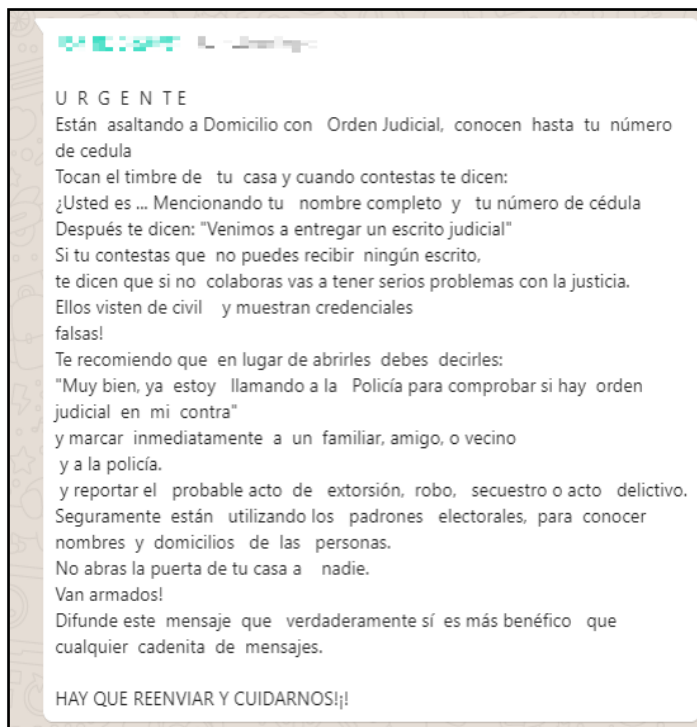 U R G E N T E
Están asaltando a Domicilio con Orden Judicial, conocen hasta tu número
de cedula
Tocan el timbre de tu casa y cuando contestas te dicen:
¿Usted es ... Mencionando tu nombre completo y tu número de cédula
Después te dicen: "Venimos a entregar un escrito judicial"
Si tu contestas que no puedes recibir ningún escrito,
te dicen que si no colaboras vas a tener serios problemas con la justicia.
Ellos visten de civil y muestran credenciales
falsas!
Te recomiendo que en lugar de abrirles debes decirles:
"Muy bien, ya estoy llamando a la Policía para comprobar si hay orden
judicial en mi contra"
y marcar inmediatamente a un familiar, amigo, o vecino
y a la policía.
y reportar el probable acto de extorsión, robo, secuestro o acto delictivo.
Seguramente están utilizando los padrones electorales, para conocer
nombres y domicilios de las personas.
No abras la puerta de tu casa a nadie.
Van armados!
Difunde este mensaje que verdaderamente sí es más benéfico que
cualquier cadenita de mensajes.
HAY QUE REENVIAR Y CUIDARNOS!¡!